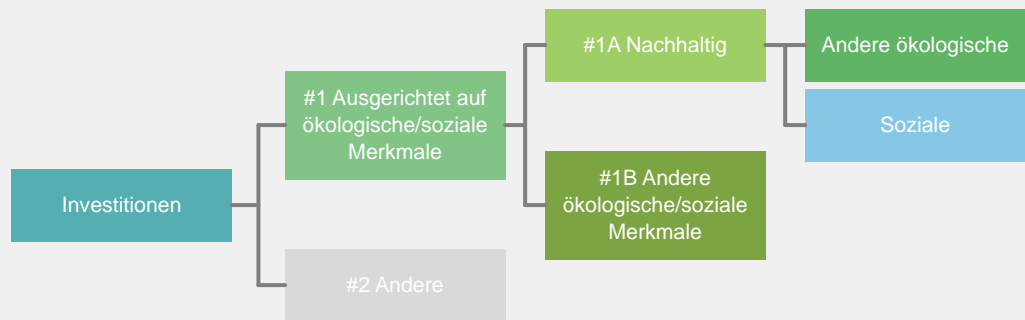 Investitionen
#1 Ausgerichtet auf
ökologische/soziale
Merkmale
#2 Andere
#1A Nachhaltig
#1B Andere
ökologische/soziale
Merkmale
Andere ökologische
Soziale